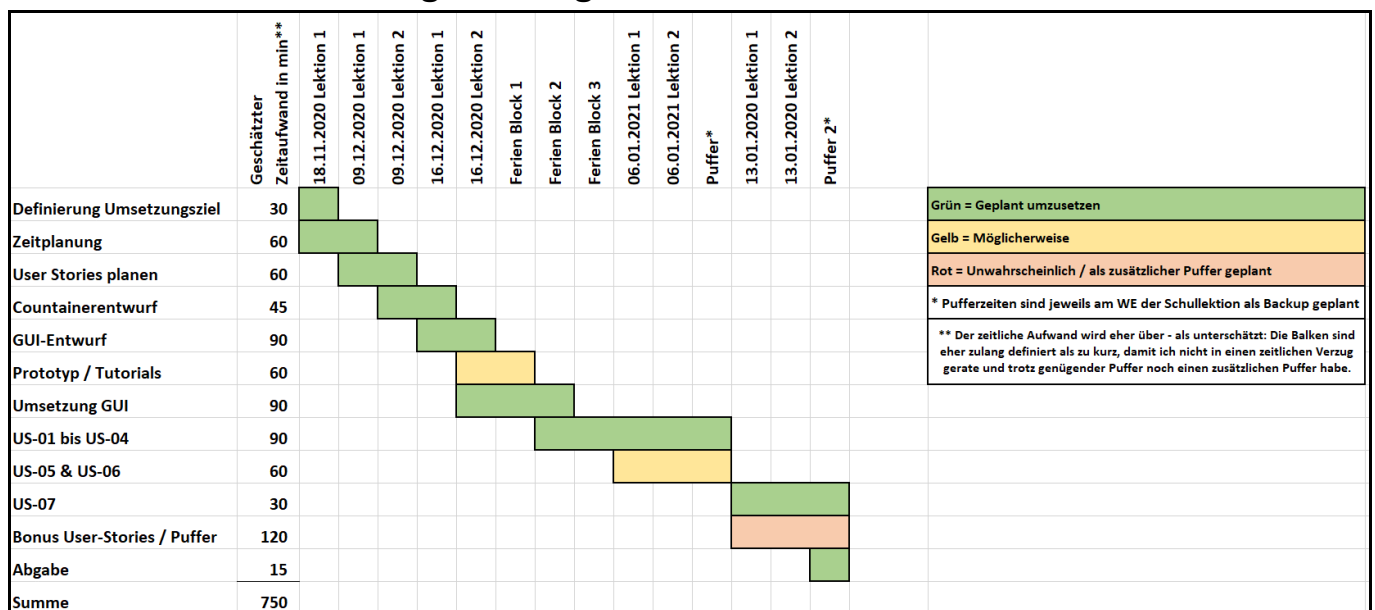 Geschätzter
Zeitaufwand in min**
18.11.2020 Lektion 1
09.12.2020 Lektion 1
09.12.2020 Lektion 2
16.12.2020 Lektion 1
16.12.2020 Lektion 2
Ferien Block 1
Ferien Block 2
Ferien Block 3
06.01.2021 Lektion 1
06.01.2021 Lektion 2
Puffer*
13.01.2020 Lektion 1
13.01.2020 Lektion 2
Puffer 2*
Definierung Umsetzungsziel 30
Zeitplanung 60
User Stories planen 60
Countainerentwurf 45
GUI-Entwurf 90
Prototyp / Tutorials 60
Umsetzung GUI 90
US-01 bis US-04 90
US-05 & US-06 60
US-07 30
Bonus User-Stories / Puffer 120
Abgabe 15
Summe 750
Grün = Geplant umzusetzen
Gelb = Möglicherweise
Rot = Unwahrscheinlich / als zusätzlicher Puffer geplant
* Pufferzeiten sind jeweils am WE der Schullektion als Backup geplant
** Der zeitliche Aufwand wird eher über - als unterschätzt: Die Balken sind
eher zulang definiert als zu kurz, damit ich nicht in einen zeitlichen Verzug
gerate und trotz genügender Puffer noch einen zusätzlichen Puffer habe.